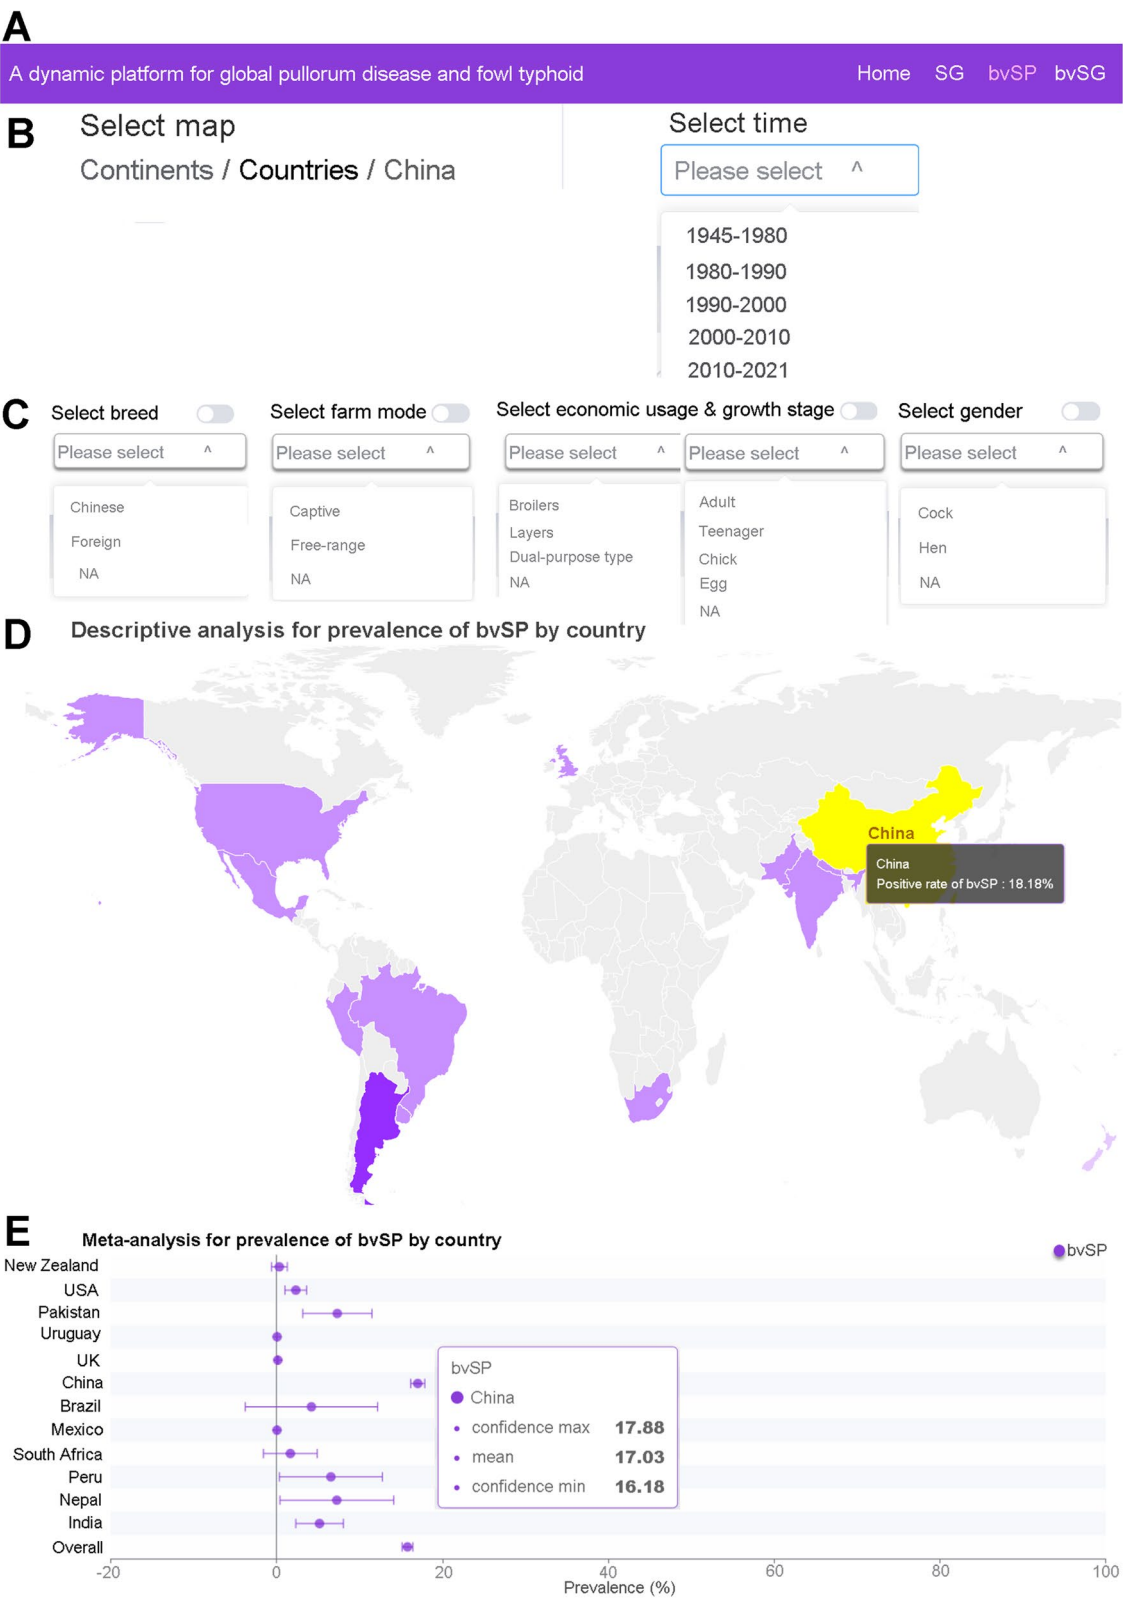 A
A dynamic platform for global pullorum disease and fowl typhoid Home SG bvSP bvSG
B
Select map
Continents / Countries / China
Select time
Please select ^
1945-1980
1980-1990
1990-2000
2000-2010
2010-2021
C
Select breed
Please select ^
Chinese
Foreign
NA
Select farm mode
Please select ^
Captive
Free-range
NA
Select economic usage & growth stage
Please select ^
Broilers
Layers
Dual-purpose type
NA
Please select ^
Adult
Teenager
Chick
Egg
NA
Select gender
Please select ^
Cock
Hen
NA
D
Descriptive analysis for prevalence of bvSP by country
China
China
Positive rate of bvSP : 18.18%
E
Meta-analysis for prevalence of bvSP by country
bvSP
New Zealand
USA
Pakistan
Uruguay
UK
China
Brazil
Mexico
South Africa
Peru
Nepal
India
Overall
bvSP
China
confidence max 17.88
mean 17.03
confidence min 16.18
-20 0 20 40 60 80 100
Prevalence (%)